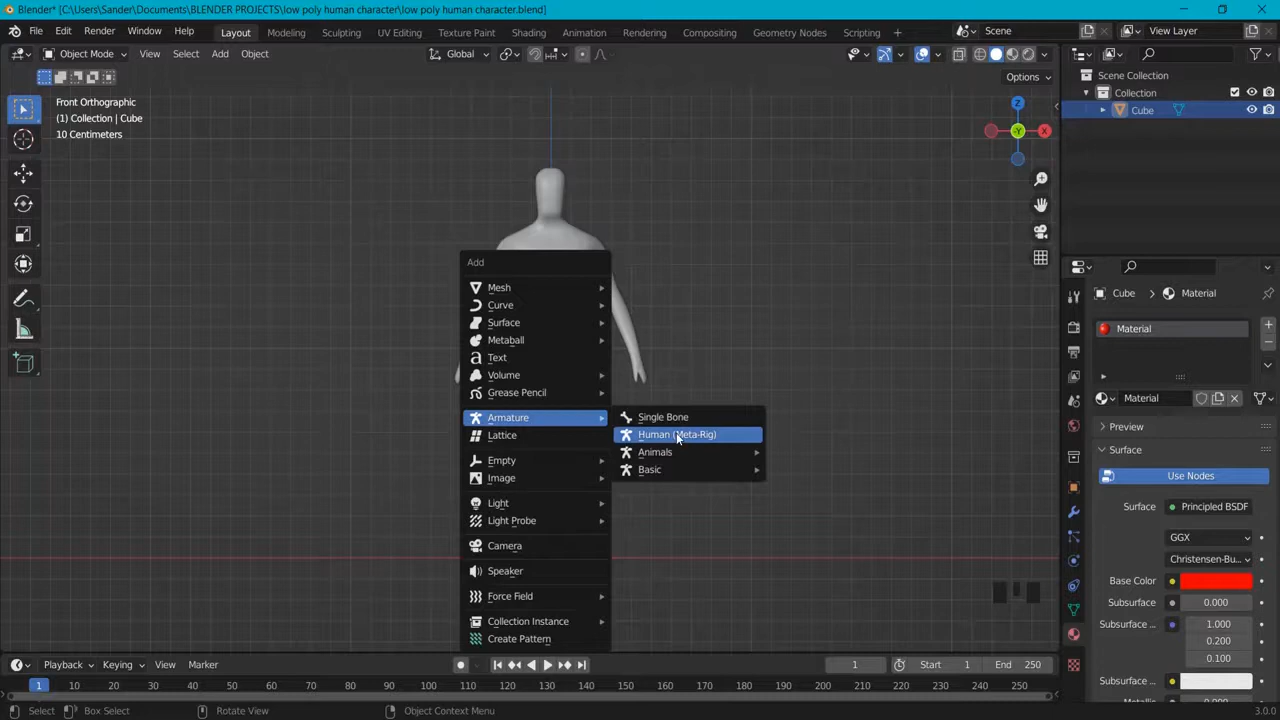 Blender* [C:\Users\Sander\Documents\BLENDER PROJECTS\low poly human character\low poly human character.blend]
File Edit Render Window Help Layout Modeling Sculpting UV Editing Texture Paint Shading Animation Rendering Compositing Geometry Nodes Scripting + Scene View Layer
Object Mode View Select Add Object Global
Options
Front Orthographic
(1) Collection | Cube
10 Centimeters
Z
-Y X
Scene Collection
Collection
Cube
Add
Mesh
Curve
Surface
Metaball
Text
Volume
Grease Pencil
Armature
Lattice
Empty
Image
Light
Light Probe
Camera
Speaker
Force Field
Collection Instance
Create Pattern
Single Bone
Human (Meta-Rig)
Animals
Basic
Cube > Material
Material
Material
Preview
Surface
Use Nodes
Surface Principled BSDF
GGX
Christensen-Bu...
Base Color
Subsurface 0.000
Subsurface ... 1.000
0.200
0.100
Subsurface ...
Playback Keying View Marker 1 Start 1 End 250
1 10 20 30 40 50 60 70 80 90 100 110 120 130 140 150 160 170 180 190 200 210 220 230 240 250
Select Box Select Rotate View Object Context Menu 3.0.0